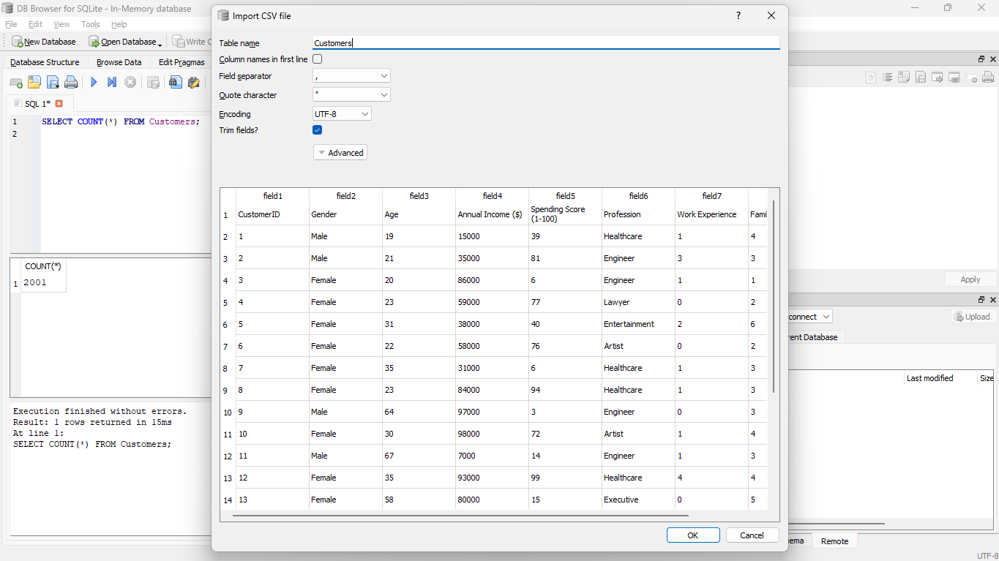 DB Browser for SQLite - In-Memory database
File Edit View Tools Help
New Database Open Database Write C
Database Structure Browse Data Edit Pragmas
SQL 1*
1 SELECT COUNT(*) FROM Customers;
2
COUNT(*)
1 2001
Execution finished without errors.
Result: 1 rows returned in 15ms
At line 1:
SELECT COUNT(*) FROM Customers;
Import CSV file
?
Table name Customers
Column names in first line
Field separator ,
Quote character "
Encoding UTF-8
Trim fields?
Advanced
field1 field2 field3 field4 field5 field6 field7
1 CustomerID Gender Age Annual Income ($) Spending Score (1-100) Profession Work Experience Fami
2 1 Male 19 15000 39 Healthcare 1 4
3 2 Male 21 35000 81 Engineer 3 3
4 3 Female 20 86000 6 Engineer 1 1
5 4 Female 23 59000 77 Lawyer 0 2
6 5 Female 31 38000 40 Entertainment 2 6
7 6 Female 22 58000 76 Artist 0 2
8 7 Female 35 31000 6 Healthcare 1 3
9 8 Female 23 84000 94 Healthcare 1 3
10 9 Male 64 97000 3 Engineer 0 3
11 10 Female 30 98000 72 Artist 1 4
12 11 Male 67 7000 14 Engineer 1 3
13 12 Female 35 93000 99 Healthcare 4 4
14 13 Female 58 80000 15 Executive 0 5
OK Cancel
Apply
connect Upload
rent Database
Last modified Size
ema Remote
UTF-8